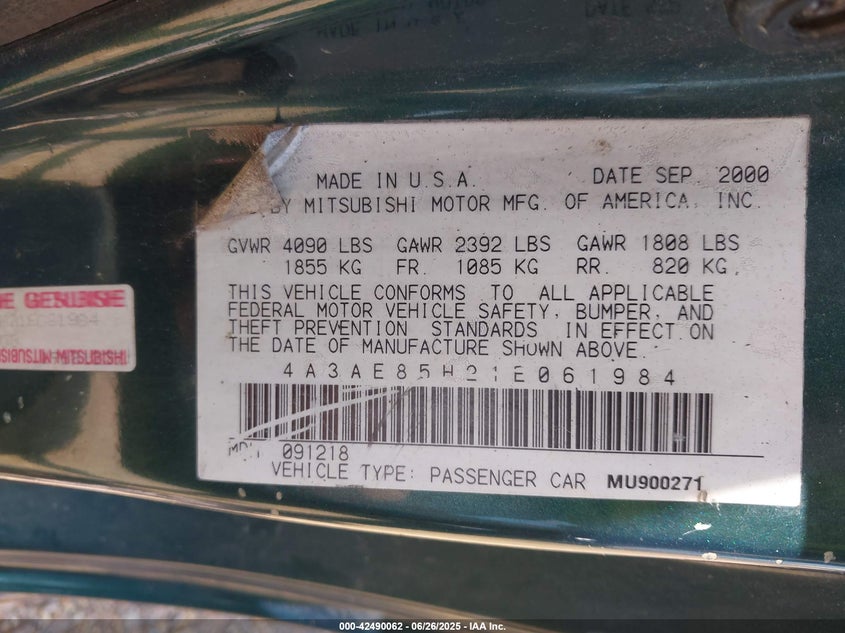 MADE IN U.S.A. DATE SEP. 2000
BY MITSUBISHI MOTOR MFG. OF AMERICA, INC.
GVWR 4090 LBS GAWR 2392 LBS GAWR 1808 LBS
1855 KG FR. 1085 KG RR. 820 KG
THIS VEHICLE CONFORMS TO ALL APPLICABLE
FEDERAL MOTOR VEHICLE SAFETY, BUMPER, AND
THEFT PREVENTION STANDARDS IN EFFECT ON
THE DATE OF MANUFACTURE SHOWN ABOVE.
4A3AE85H21E061984
091218
VEHICLE TYPE: PASSENGER CAR MU900271
000-42490062 - 06/26/2025 - IAA Inc.